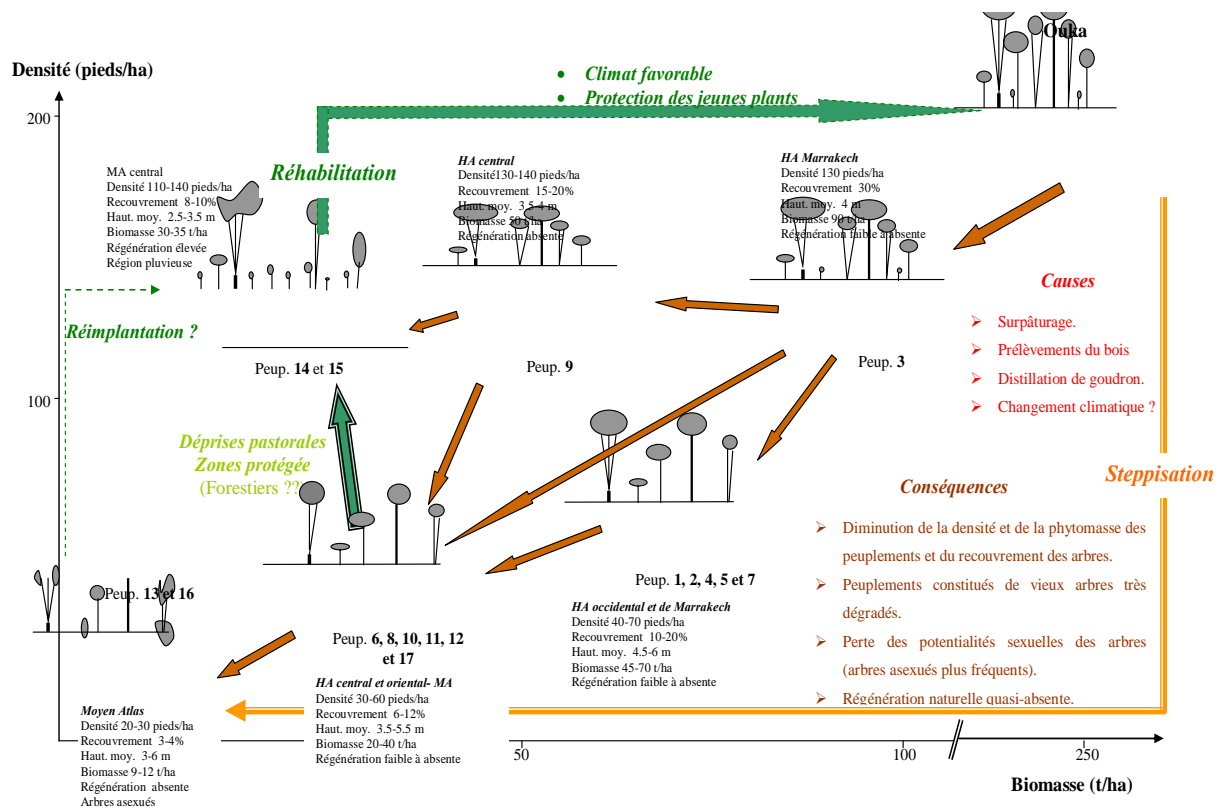 Ouka
Densité (pieds/ha)
• Climat favorable
• Protection des jeunes plants
200
Réhabilitation
MA central
Densité 110-140 pieds/ha
Recouvrement 8-10%
Haut. moy. 2.5-3.5 m
Biomasse 30-35 t/ha
Régénération élevée
Région pluvieuse
HA central
Densité130-140 pieds/ha
Recouvrement 15-20%
Haut. moy. 3.5-4 m
Biomasse 50 t/ha
Régénération absente
HA Marrakech
Densité 130 pieds/ha
Recouvrement 30%
Haut. moy. 4 m
Biomasse 90 t/ha
Régénération faible à absente
Causes
➢ Surpâturage.
➢ Prélèvements du bois
➢ Distillation de goudron.
➢ Changement climatique ?
Réimplantation ?
Peup. 14 et 15
Peup. 9
Peup. 3
100
Déprises pastorales
Zones protégée
(Forestiers ??)
Steppisation
Conséquences
➢ Diminution de la densité et de la phytomasse des
peuplements et du recouvrement des arbres.
➢ Peuplements constitués de vieux arbres très
dégradés.
➢ Perte des potentialités sexuelles des arbres
(arbres asexués plus fréquents).
➢ Régénération naturelle quasi-absente.
Peup. 13 et 16
Peup. 1, 2, 4, 5 et 7
HA occidental et de Marrakech
Densité 40-70 pieds/ha
Recouvrement 10-20%
Haut. moy. 4.5-6 m
Biomasse 45-70 t/ha
Régénération faible à absente
Peup. 6, 8, 10, 11, 12
et 17
HA central et oriental- MA
Densité 30-60 pieds/ha
Recouvrement 6-12%
Haut. moy. 3.5-5.5 m
Biomasse 20-40 t/ha
Régénération faible à absente
Moyen Atlas
Densité 20-30 pieds/ha
Recouvrement 3-4%
Haut. moy. 3-6 m
Biomasse 9-12 t/ha
Régénération absente
Arbres asexués
50
100
250
Biomasse (t/ha)